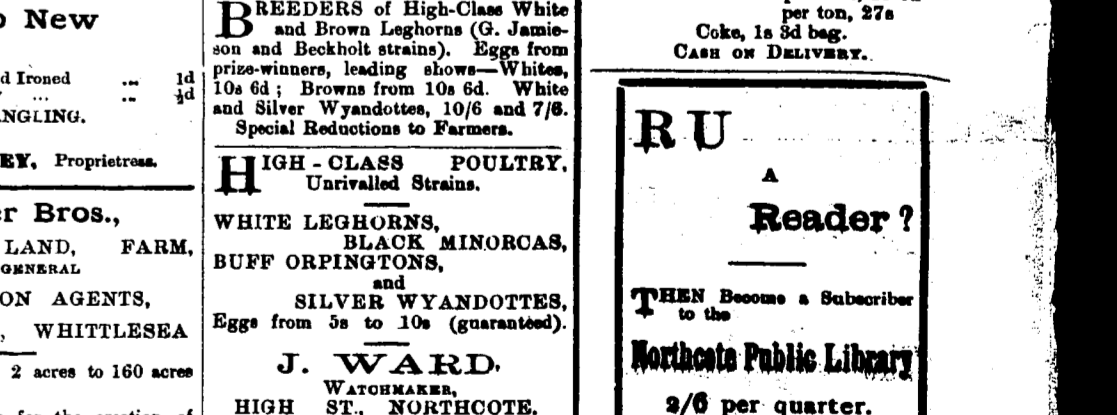 New
d Ironed ... 1d
... ... ½d
NGLING.
EY, Proprietress.
r Bros.,
LAND, FARM,
GENERAL
ON AGENTS,
, WHITTLESEA
2 acres to 160 acres
BREEDERS of High-Class White
and Brown Leghorns (G. Jamie-
son and Beckholt strains). Eggs from
prize-winners, leading shows—Whites,
10s 6d ; Browns from 10s 6d. White
and Silver Wyandottes, 10/6 and 7/6.
Special Reductions to Farmers.
HIGH-CLASS POULTRY.
Unrivalled Strains.
WHITE LEGHORNS,
BLACK MINORCAS,
BUFF ORPINGTONS,
and
SILVER WYANDOTTES,
Eggs from 5s to 10s (guaranteed).
J. WARD,
WATCHMAKER,
HIGH ST., NORTHCOTE.
per ton, 27s
Coke, 1s 3d bag.
CASH ON DELIVERY.
R U
A
Reader ?
THEN Become a Subscriber
to the
Northcote Public Library
2/6 per quarter.